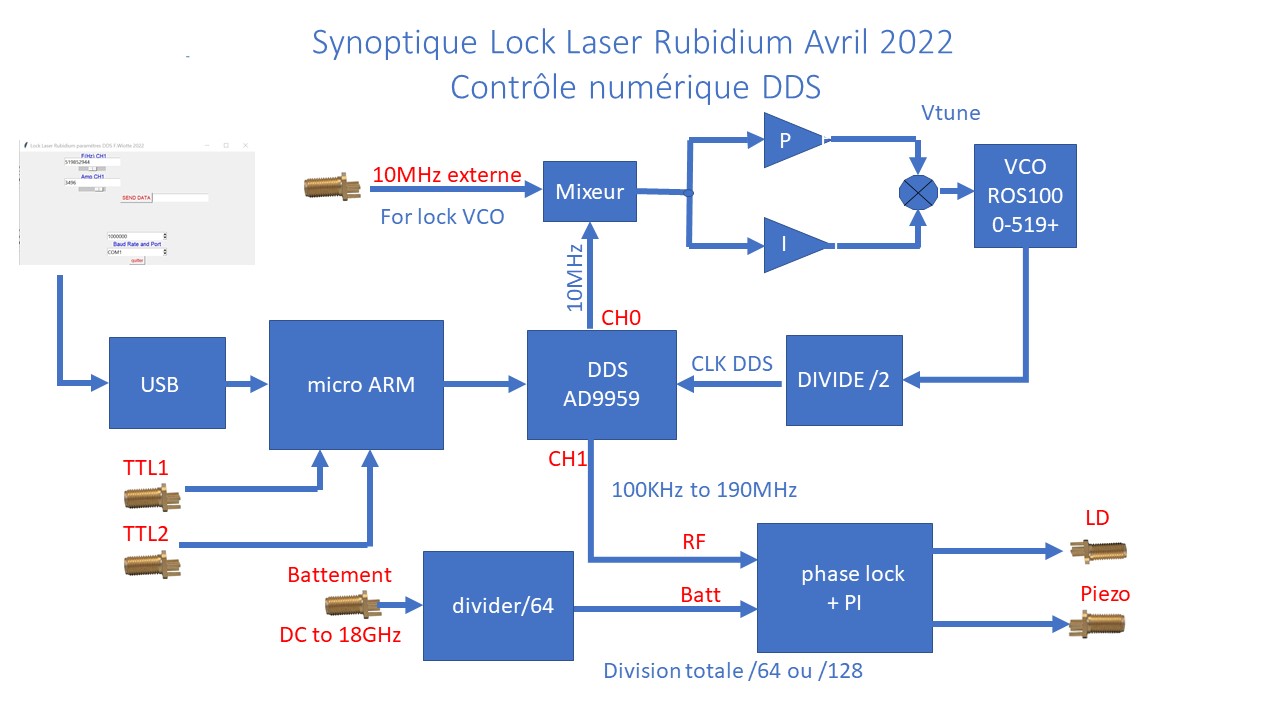 Synoptique Lock Laser Rubidium Avril 2022
Contrôle numérique DDS
Vtune
Lock Laser Rubidium paramètres DDS F.Wiotte 2022
F(Hz) CH1
519852944
Amp CH1
3496
SEND DATA
1000000
Baud Rate and Port
COM1
quitter
10MHz externe
For lock VCO
Mixeur
P
I
VCO
ROS100
0-519+
10MHz
CH0
USB
micro ARM
DDS
AD9959
CLK DDS
DIVIDE /2
CH1
100KHz to 190MHz
TTL1
TTL2
Battement
DC to 18GHz
divider/64
RF
Batt
phase lock
+ PI
LD
Piezo
Division totale /64 ou /128